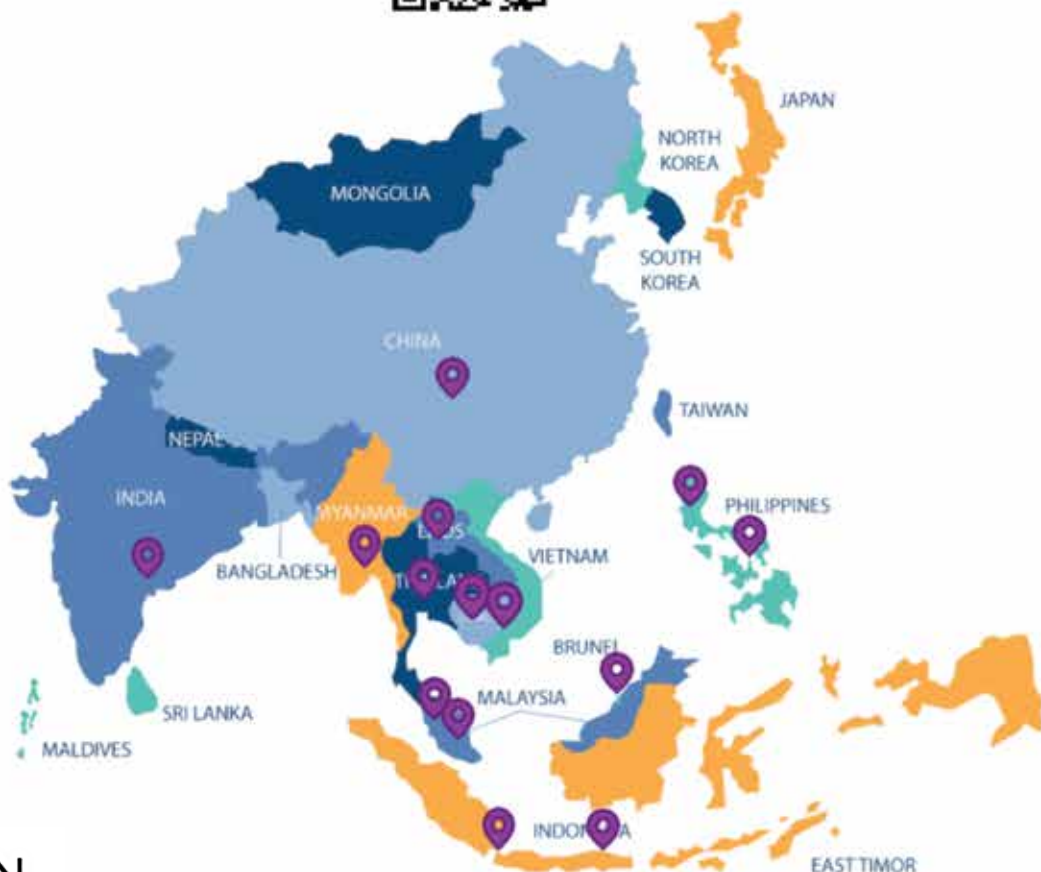 JAPAN
NORTH
KOREA
MONGOLIA
SOUTH
KOREA
CHINA
TAIWAN
NEPAL
INDIA
PHILIPPINES
MYANMAR
BANGLADESH
VIETNAM
BRUNEI
MALAYSIA
SRI LANKA
MALDIVES
EAST TIMOR